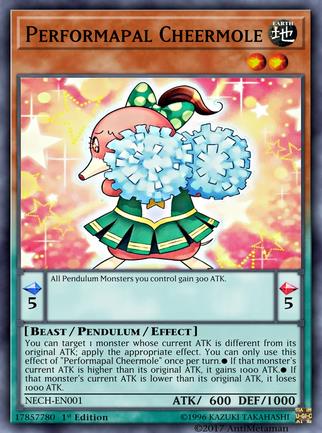 PERFORMAPAL CHEERMOLE
EARTH
地
All Pendulum Monsters you control gain 300 ATK.
5
5
[ BEAST / PENDULUM / EFFECT ]
You can target 1 monster whose current ATK is different from its
original ATK; apply the appropriate effect. You can only use this
effect of "Performapal Cheermole" once per turn.● If that monster's
current ATK is higher than its original ATK, it gains 1000 ATK.● If
that monster's current ATK is lower than its original ATK, it loses
1000 ATK.
NECH-EN001
ATK/ 600 DEF/1000
17857780
1st Edition
©1996 KAZUKI TAKAHASHI
©2017 AntiMetaman